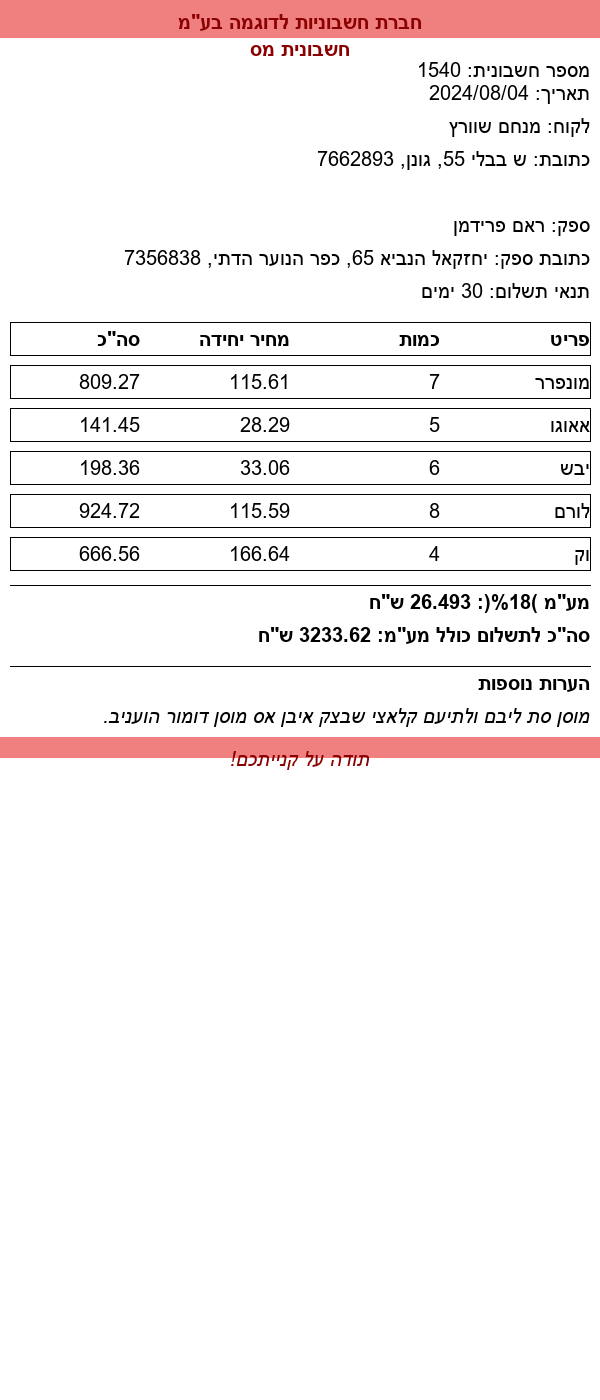 חברת חשבוניות לדוגמה בע"מ
חשבונית מס
מספר חשבונית: 1540
תאריך: 2024/08/04
לקוח: מנחם שוורץ
כתובת: ש בבלי 55, גונן, 7662893
ספק: ראם פרידמן
כתובת ספק: יחזקאל הנביא 65, כפר הנוער הדתי, 7356838
תנאי תשלום: 30 ימים
פריט כמות מחיר יחידה סה"כ
מונפרר 7 115.61 809.27
אאוגו 5 28.29 141.45
יבש 6 33.06 198.36
לורם 8 115.59 924.72
וק 4 166.64 666.56
מע"מ )18%(: 26.493 ש"ח
סה"כ לתשלום כולל מע"מ: 3233.62 ש"ח
הערות נוספות
מוסן סת ליבם ולתיעם קלאצי שבצק איבן אס מוסן דומור הועניב.
תודה על קנייתכם!